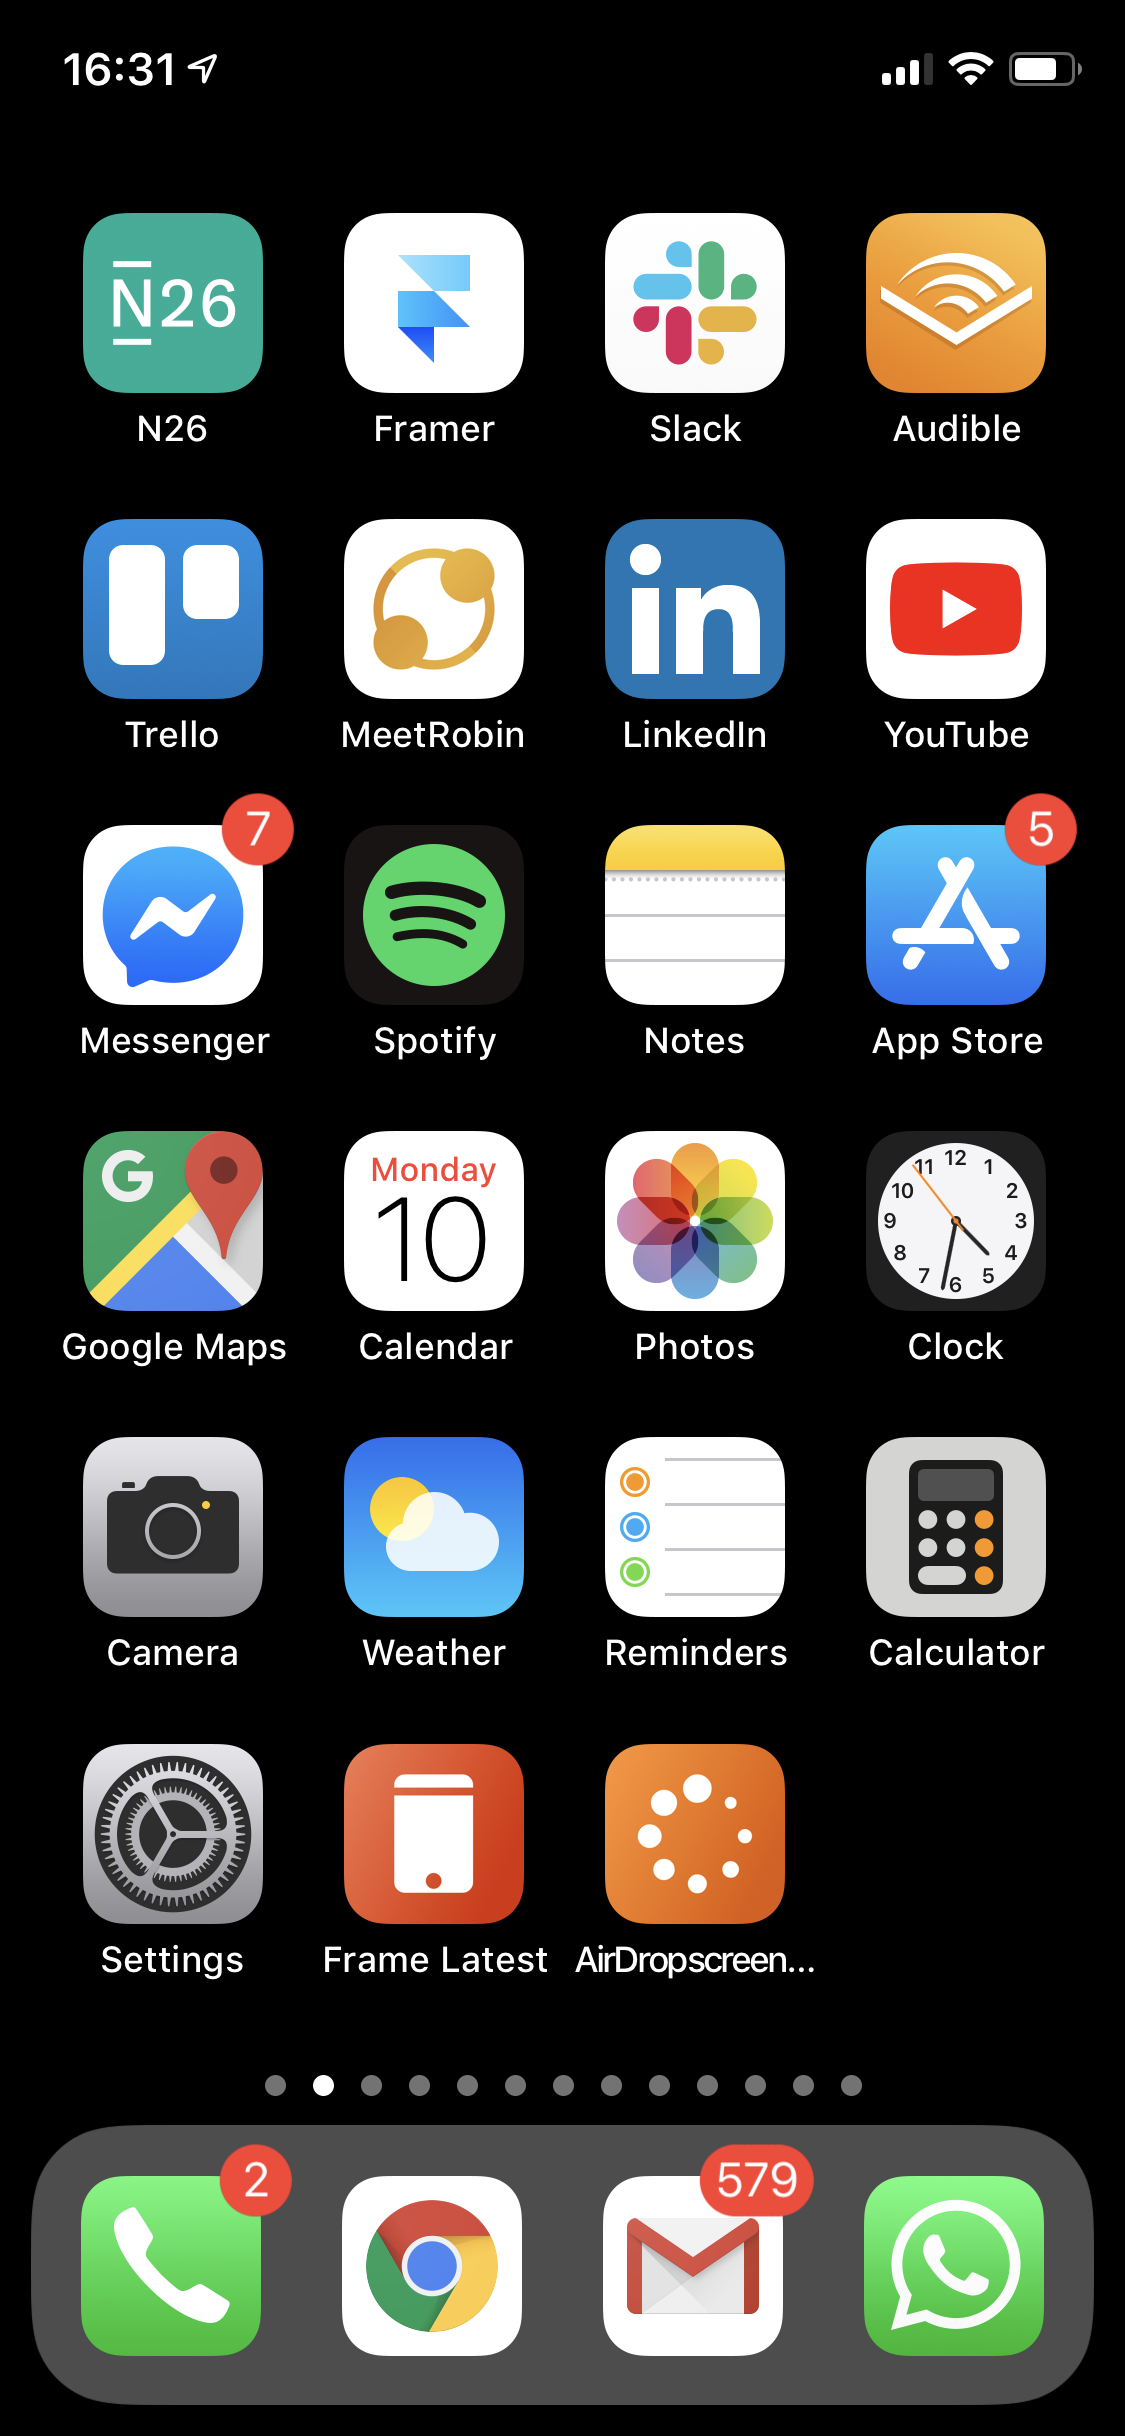 16:31
N26
N26 Framer Slack Audible
in
Trello MeetRobin LinkedIn YouTube
7 5
Messenger Spotify Notes App Store
G
Monday
10
12
11 1
10 2
9 3
8 4
7 5
6
Google Maps Calendar Photos Clock
Camera Weather Reminders Calculator
Settings Frame Latest AirDropscreen...
2 579